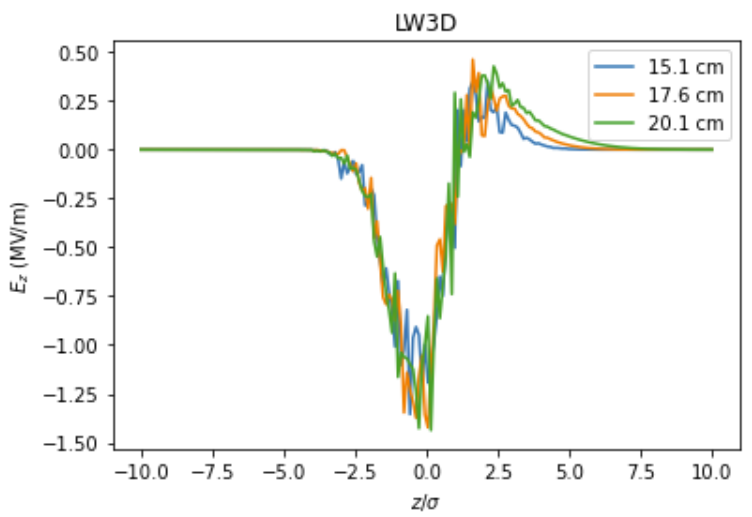 LW3D
15.1 cm
17.6 cm
20.1 cm
0.50
0.25
0.00
−0.25
−0.50
−0.75
−1.00
−1.25
−1.50
E_z (MV/m)
−10.0 −7.5 −5.0 −2.5 0.0 2.5 5.0 7.5 10.0
z/σ